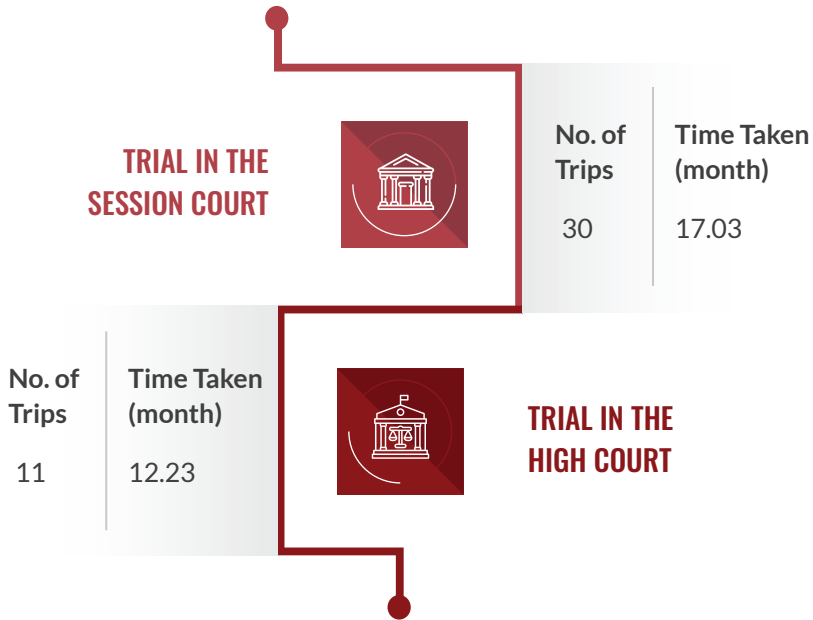 TRIAL IN THE
SESSION COURT
No. of
Trips
30
Time Taken
(month)
17.03
No. of
Trips
11
Time Taken
(month)
12.23
TRIAL IN THE
HIGH COURT